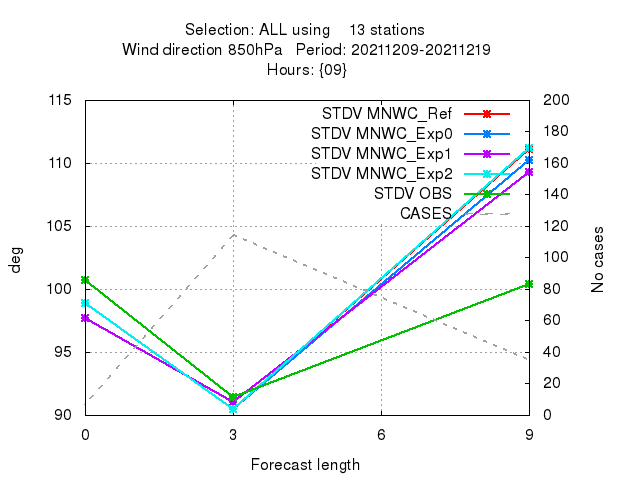 Selection: ALL using    13 stations
Wind direction 850hPa   Period: 20211209-20211219
Hours: {09}
STDV MNWC_Ref
STDV MNWC_Exp0
STDV MNWC_Exp1
STDV MNWC_Exp2
STDV OBS
CASES
115
110
105
100
95
90
deg
200
180
160
140
120
100
80
60
40
20
0
No cases
0 3 6 9
Forecast length